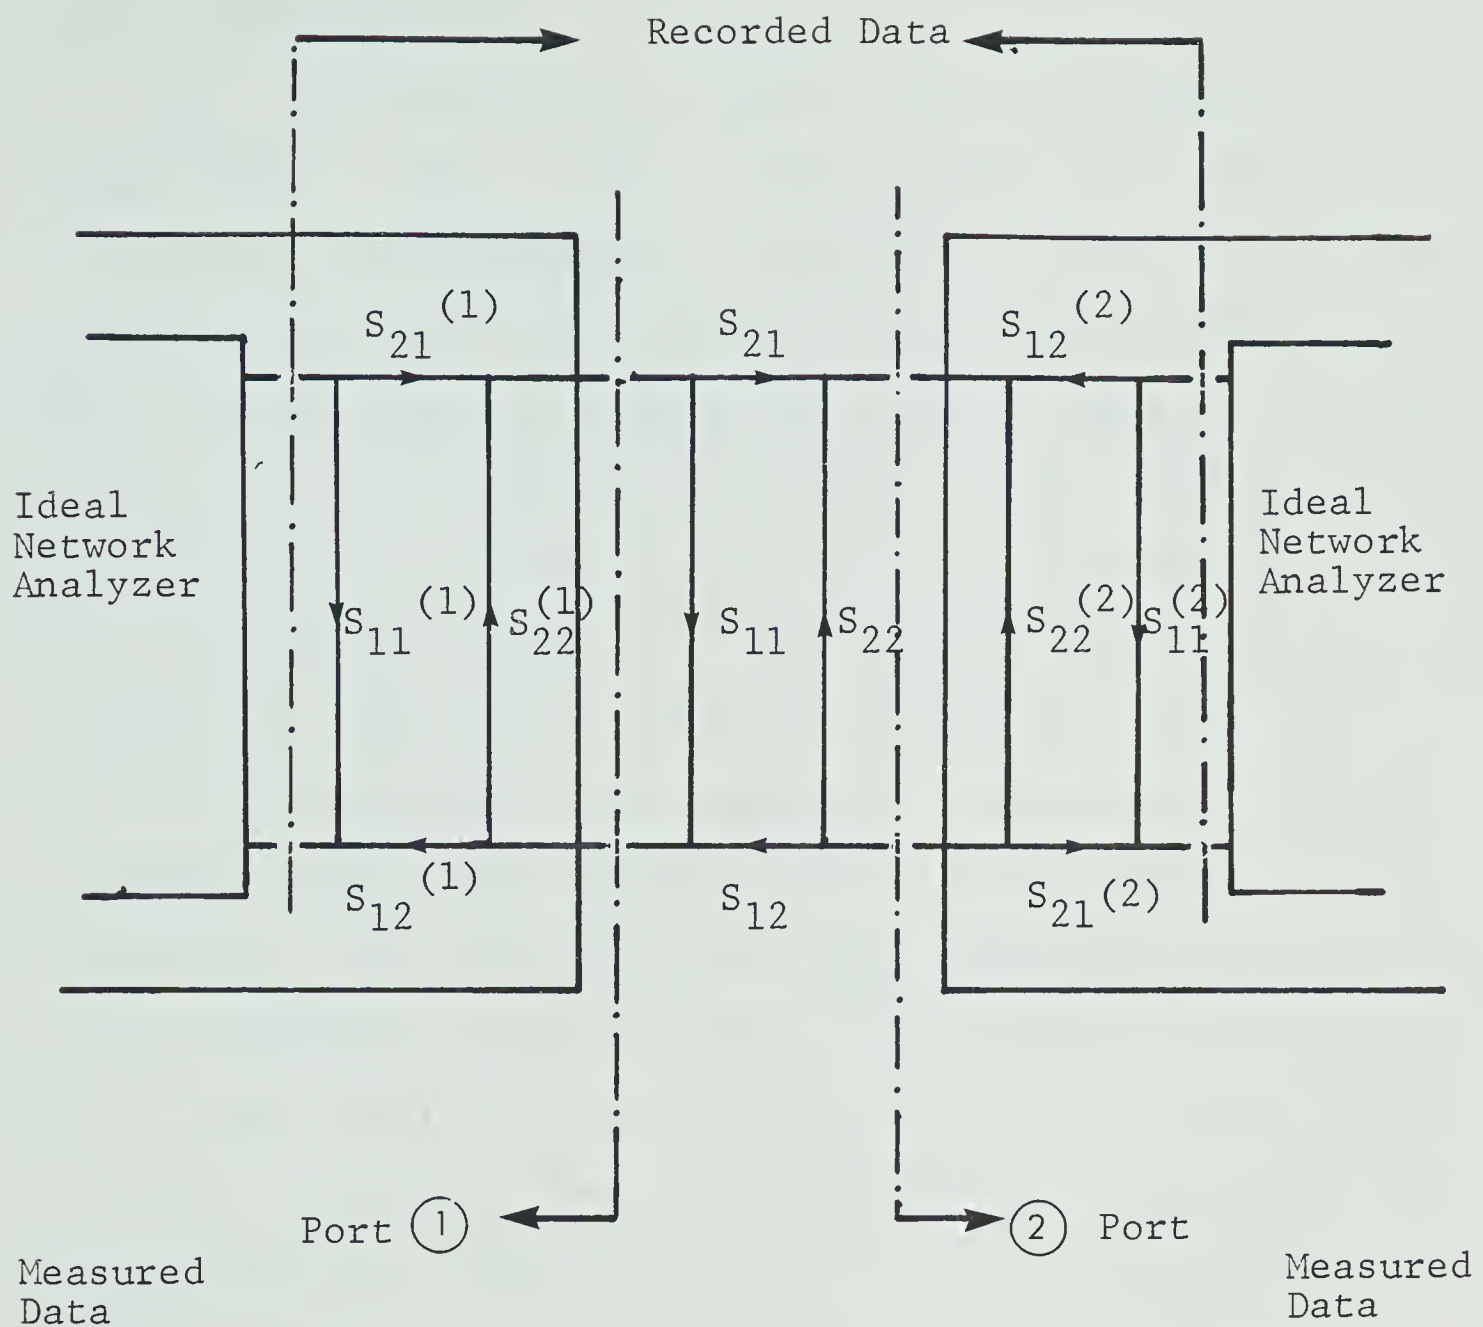 Recorded Data
S21(1)
S21
S12(2)
Ideal
Network
Analyzer
S11(1)
S22(1)
S11
S22
S22(2)
S11(2)
Ideal
Network
Analyzer
S12(1)
S12
S21(2)
Port 1
2 Port
Measured
Data
Measured
Data